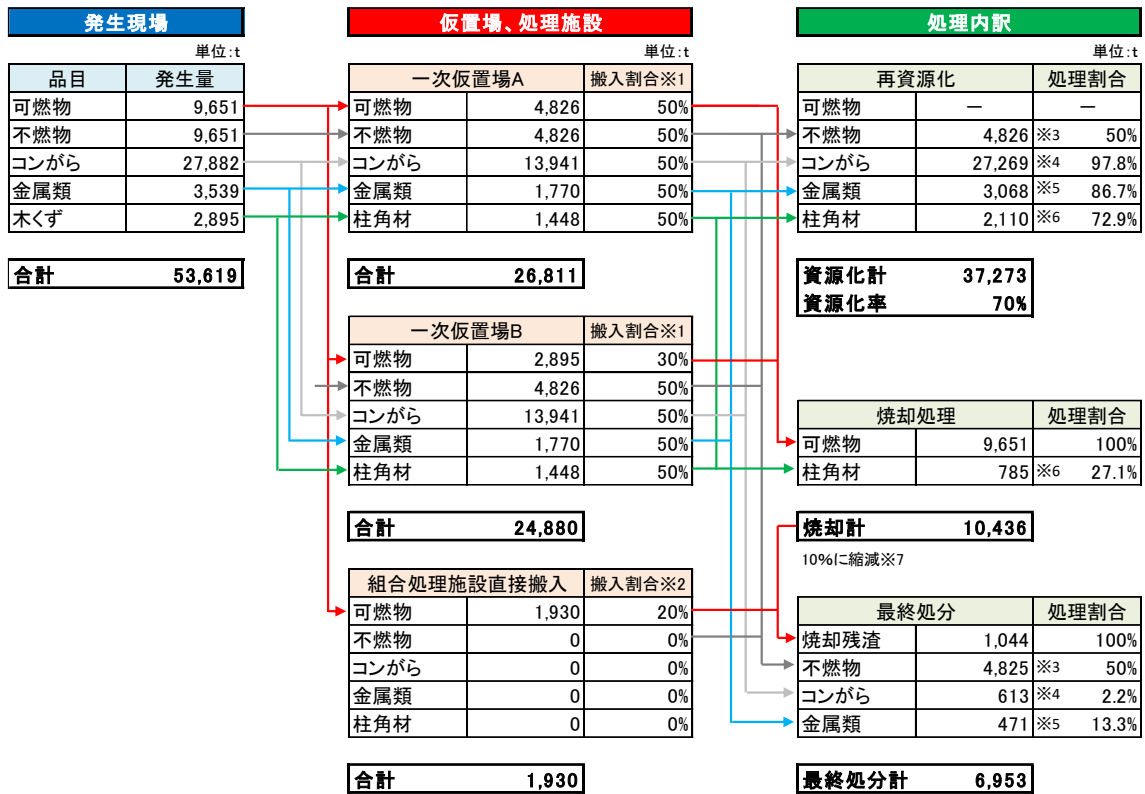 発生現場
単位:t
品目 発生量
可燃物 9,651
不燃物 9,651
コンがら 27,882
金属類 3,539
木くず 2,895
合計 53,619
仮置場、処理施設
単位:t
一次仮置場A 搬入割合※1
可燃物 4,826 50%
不燃物 4,826 50%
コンがら 13,941 50%
金属類 1,770 50%
柱角材 1,448 50%
合計 26,811
一次仮置場B 搬入割合※1
可燃物 2,895 30%
不燃物 4,826 50%
コンがら 13,941 50%
金属類 1,770 50%
柱角材 1,448 50%
合計 24,880
組合処理施設直接搬入 搬入割合※2
可燃物 1,930 20%
不燃物 0 0%
コンがら 0 0%
金属類 0 0%
柱角材 0 0%
合計 1,930
処理内訳
単位:t
再資源化 処理割合
可燃物 － －
不燃物 4,826 ※3 50%
コンがら 27,269 ※4 97.8%
金属類 3,068 ※5 86.7%
柱角材 2,110 ※6 72.9%
資源化計 37,273
資源化率 70%
焼却処理 処理割合
可燃物 9,651 100%
柱角材 785 ※6 27.1%
焼却計 10,436
10%に縮減※7
最終処分 処理割合
焼却残渣 1,044 100%
不燃物 4,825 ※3 50%
コンがら 613 ※4 2.2%
金属類 471 ※5 13.3%
最終処分計 6,953